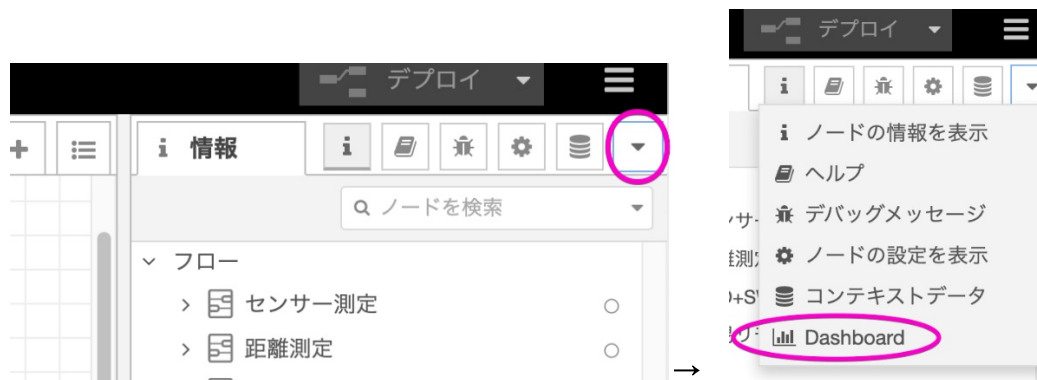 デプロイ
情報
ノードを検索
フロー
センサー測定
距離測定
→
デプロイ
ノードの情報を表示
ヘルプ
デバッグメッセージ
ノードの設定を表示
コンテキストデータ
Dashboard